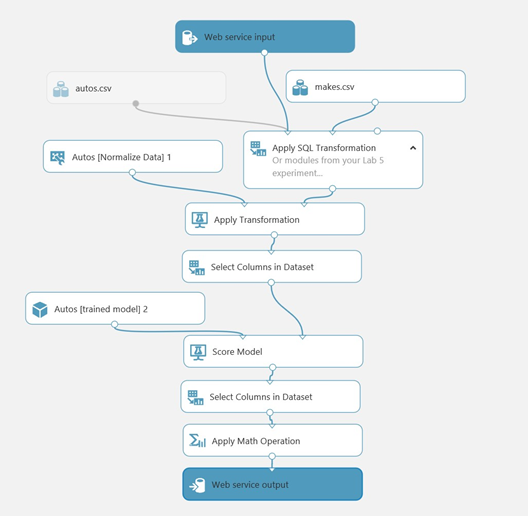 Web service input
autos.csv
makes.csv
Apply SQL Transformation
Or modules from your Lab 5
experiment...
Autos [Normalize Data] 1
Apply Transformation
Select Columns in Dataset
Autos [trained model] 2
Score Model
Select Columns in Dataset
Apply Math Operation
Web service output